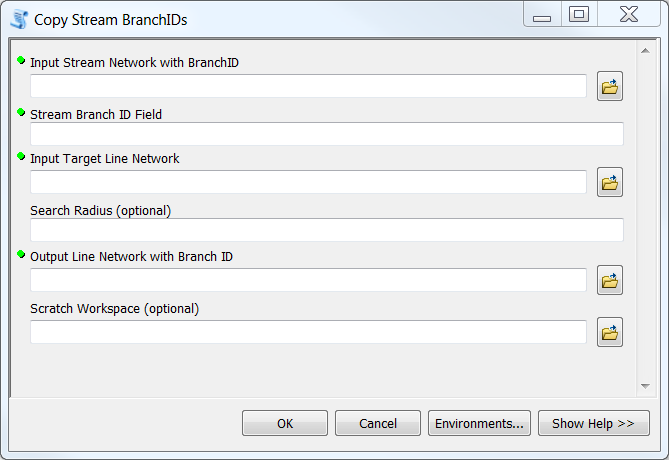 Copy Stream BranchIDs
Input Stream Network with BranchID
Stream Branch ID Field
Input Target Line Network
Search Radius (optional)
Output Line Network with Branch ID
Scratch Workspace (optional)
OK Cancel Environments... Show Help >>